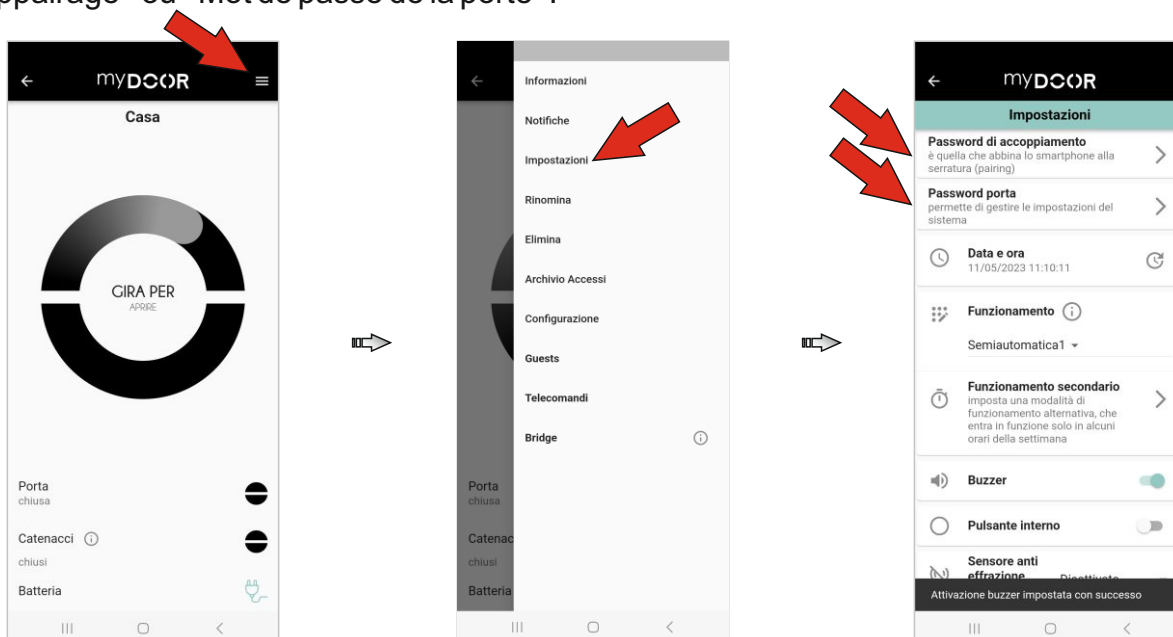 ppairage" ou "Mot de passe de la porte".
myDOOR
Casa
GIRA PER
APRIRE
Porta
chiusa
Catenacci
chiusi
Batteria
Informazioni
Notifiche
Impostazioni
Rinomina
Elimina
Archivio Accessi
Configurazione
Guests
Telecomandi
Bridge
Porta
chiusa
Catenac
chiusi
Batteria
myDOOR
Impostazioni
Password di accoppiamento
è quella che abbina lo smartphone alla
serratura (pairing)
Password porta
permette di gestire le impostazioni del
sistema
Data e ora
11/05/2023 11:10:11
Funzionamento
Semiautomatica1
Funzionamento secondario
imposta una modalità di
funzionamento alternativa, che
entra in funzione solo in alcuni
orari della settimana
Buzzer
Pulsante interno
Sensore anti
effrazione
Attivazione buzzer impostata con successo